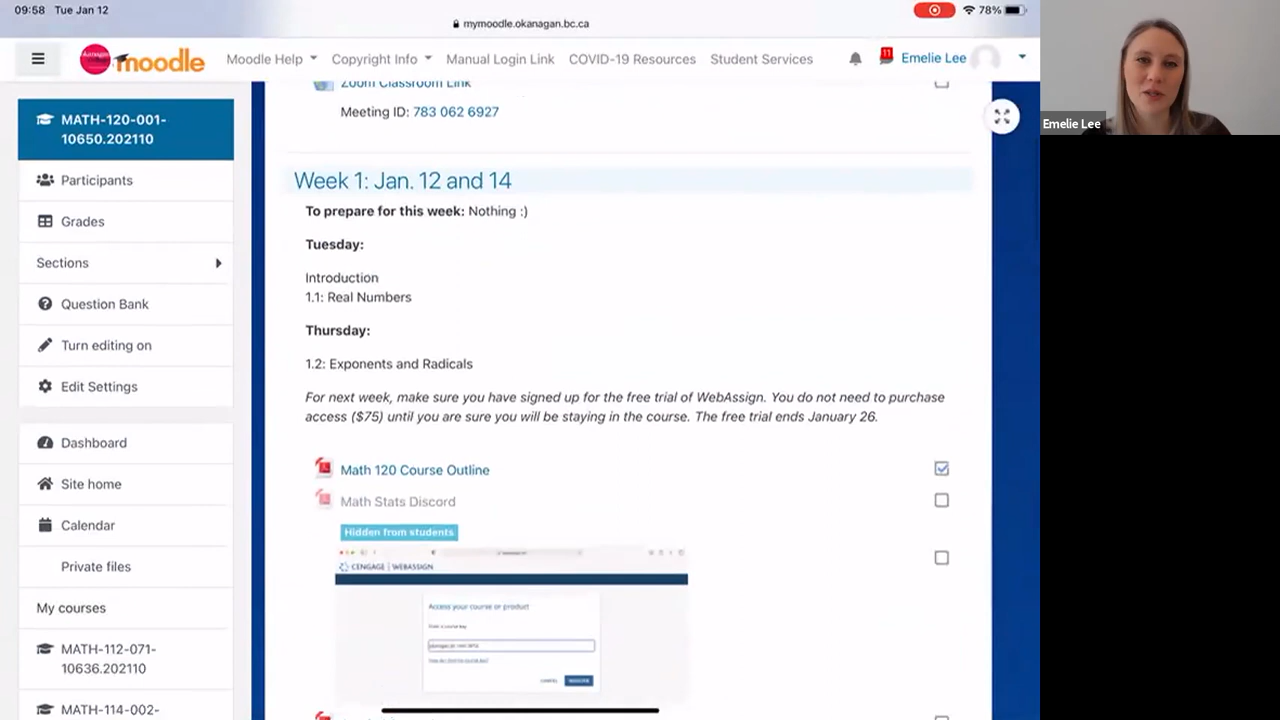 09:58 Tue Jan 12
mymoodle.okanagan.bc.ca
78%
moodle
Moodle Help
Copyright Info
Manual Login Link
COVID-19 Resources
Student Services
11
Emelie Lee
Emelie Lee
MATH-120-001-
10650.202110
Participants
Grades
Sections
Question Bank
Turn editing on
Edit Settings
Dashboard
Site home
Calendar
Private files
My courses
MATH-112-071-
10636.202110
MATH-114-002-
Zoom Classroom Link
Meeting ID: 783 062 6927
Week 1: Jan. 12 and 14
To prepare for this week: Nothing :)
Tuesday:
Introduction
1.1: Real Numbers
Thursday:
1.2: Exponents and Radicals
For next week, make sure you have signed up for the free trial of WebAssign. You do not need to purchase
access ($75) until you are sure you will be staying in the course. The free trial ends January 26.
Math 120 Course Outline
Math Stats Discord
Hidden from students
CENGAGE | WEBASSIGN
Access your course or product
CANCEL
REGISTER